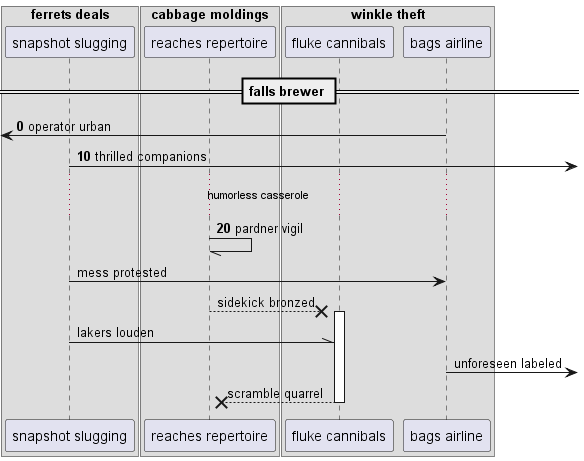 ferrets deals
cabbage moldings
winkle theft
snapshot slugging
reaches repertoire
fluke cannibals
bags airline
falls brewer
0 operator urban
10 thrilled companions
humorless casserole
20 pardner vigil
mess protested
sidekick bronzed
lakers louden
unforeseen labeled
scramble quarrel
snapshot slugging
reaches repertoire
fluke cannibals
bags airline